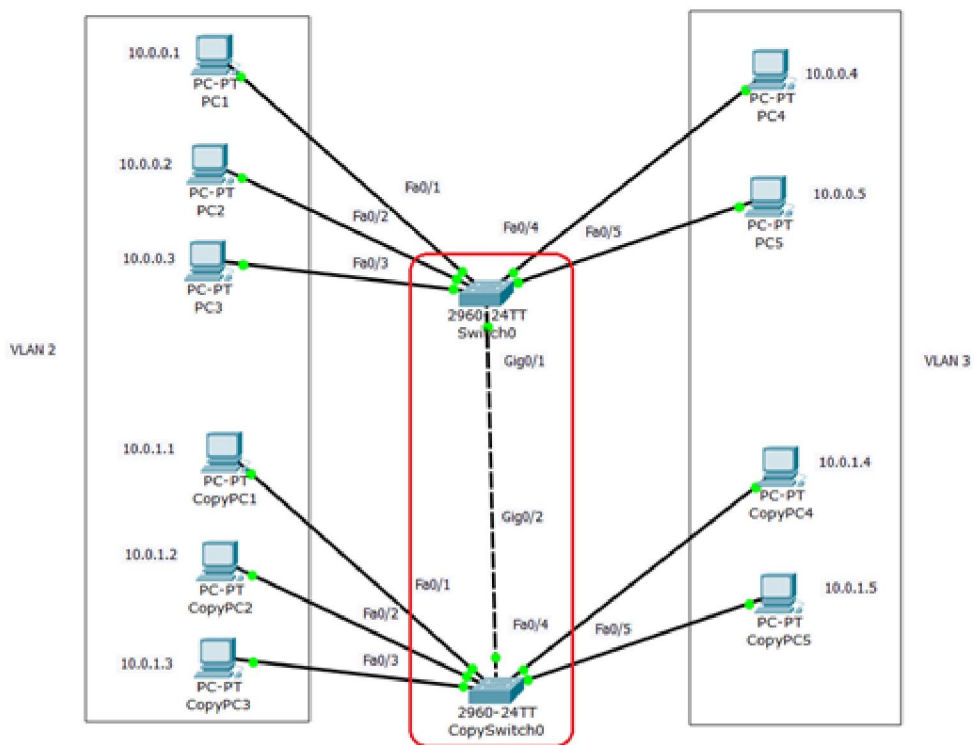 10.0.0.1
PC-PT
PC1
10.0.0.2
PC-PT
PC2
10.0.0.3
PC-PT
PC3
VLAN 2
10.0.1.1
PC-PT
CopyPC1
10.0.1.2
PC-PT
CopyPC2
10.0.1.3
PC-PT
CopyPC3
Fa0/1
Fa0/2
Fa0/3
Fa0/4
Fa0/5
2960-24TT
Switch0
Gig0/1
Gig0/2
Fa0/1
Fa0/2
Fa0/3
Fa0/4
Fa0/5
2960-24TT
CopySwitch0
10.0.0.4
PC-PT
PC4
10.0.0.5
PC-PT
PC5
VLAN 3
10.0.1.4
PC-PT
CopyPC4
10.0.1.5
PC-PT
CopyPC5